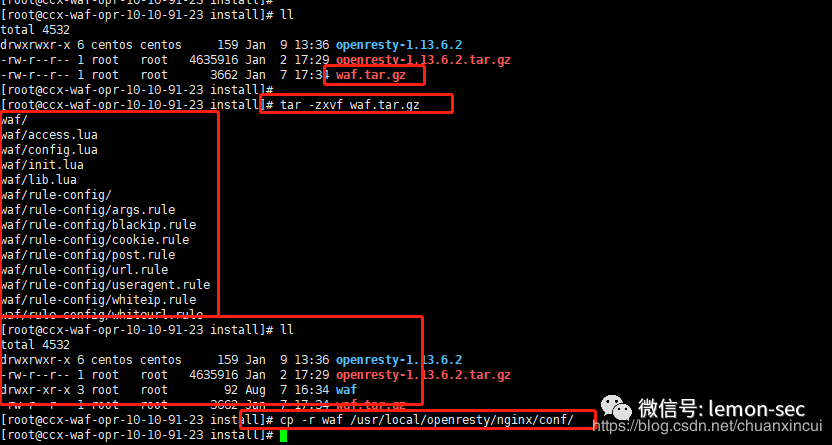 [root@ccx-waf-opr-10-10-91-23 install]#
[root@ccx-waf-opr-10-10-91-23 install]# ll
total 4532
drwxrwxr-x 6 centos centos     159 Jan  9 13:36 openresty-1.13.6.2
-rw-r--r-- 1 root   root   4635916 Jan  2 17:29 openresty-1.13.6.2.tar.gz
-rw-r--r-- 1 root   root      3662 Jan  7 17:34 waf.tar.gz
[root@ccx-waf-opr-10-10-91-23 install]#
[root@ccx-waf-opr-10-10-91-23 install]# tar -zxvf waf.tar.gz
waf/
waf/access.lua
waf/config.lua
waf/init.lua
waf/lib.lua
waf/rule-config/
waf/rule-config/args.rule
waf/rule-config/blackip.rule
waf/rule-config/cookie.rule
waf/rule-config/post.rule
waf/rule-config/url.rule
waf/rule-config/useragent.rule
waf/rule-config/whiteip.rule
waf/rule-config/whiteurl.rule
[root@ccx-waf-opr-10-10-91-23 install]# ll
total 4532
drwxrwxr-x 6 centos centos     159 Jan  9 13:36 openresty-1.13.6.2
-rw-r--r-- 1 root   root   4635916 Jan  2 17:29 openresty-1.13.6.2.tar.gz
drwxr-xr-x 3 root   root        92 Aug  7 16:34 waf
-rw-r--r-- 1 root   root      3662 Jan  7 17:34 waf.tar.gz
[root@ccx-waf-opr-10-10-91-23 install]# cp -r waf /usr/local/openresty/nginx/conf/
[root@ccx-waf-opr-10-10-91-23 install]#
微信号: lemon-sec
https://blog.csdn.net/chuanxincui